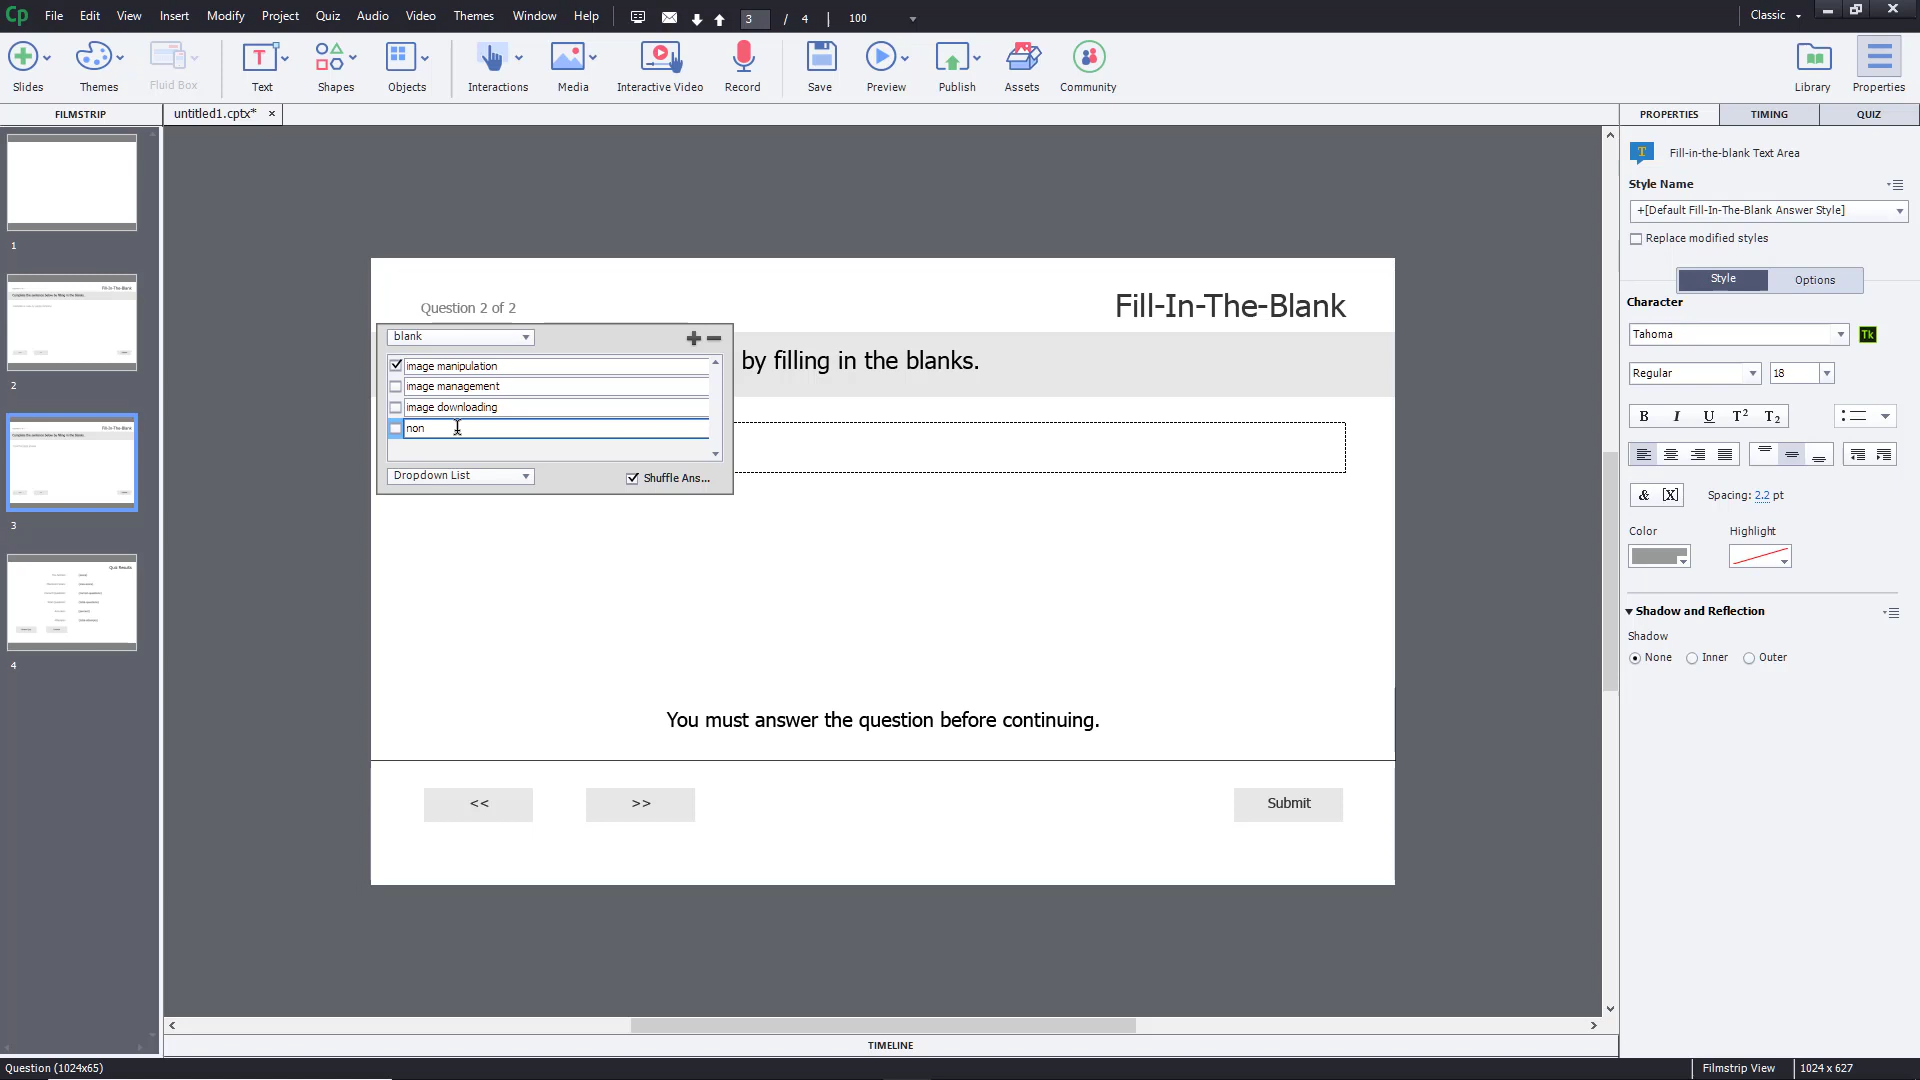 Cp File Edit View Insert Modify Project Quiz Audio Video Themes Window Help 3 / 4 100 Classic
Slides Themes Fluid Box Text Shapes Objects Interactions Media Interactive Video Record Save Preview Publish Assets Community Library Properties
FILMSTRIP untitled1.cptx* × PROPERTIES TIMING QUIZ
1
2
3
4
Question 2 of 2
Fill-In-The-Blank
by filling in the blanks.
blank
image manipulation
image management
image downloading
non
Dropdown List
Shuffle Ans...
You must answer the question before continuing.
<<
>>
Submit
Fill-in-the-blank Text Area
Style Name
+[Default Fill-In-The-Blank Answer Style]
Replace modified styles
Style Options
Character
Tahoma Tk
Regular 18
B I U T2 T2
& [X] Spacing: 2.2 pt
Color Highlight
Shadow and Reflection
Shadow
None Inner Outer
TIMELINE
Question (1024x65) Filmstrip View 1024 x 627